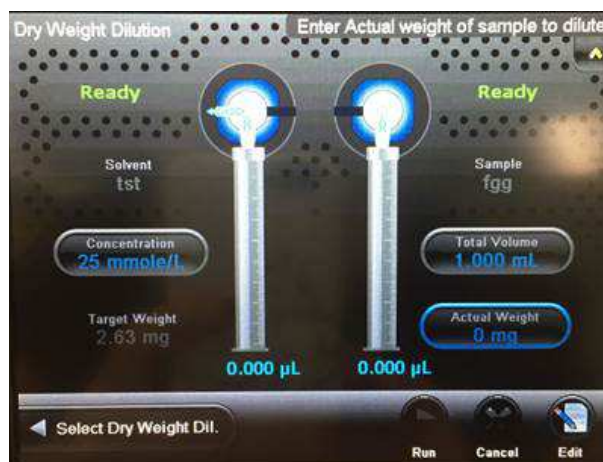 Dry Weight Dilution
Enter Actual weight of sample to dilute
Ready
Ready
Solvent
tst
Sample
fgg
Concentration
25 mmole/L
Total Volume
1.000 mL
Target Weight
2.63 mg
Actual Weight
0 mg
0.000 µL
0.000 µL
Select Dry Weight Dil.
Run
Cancel
Edit